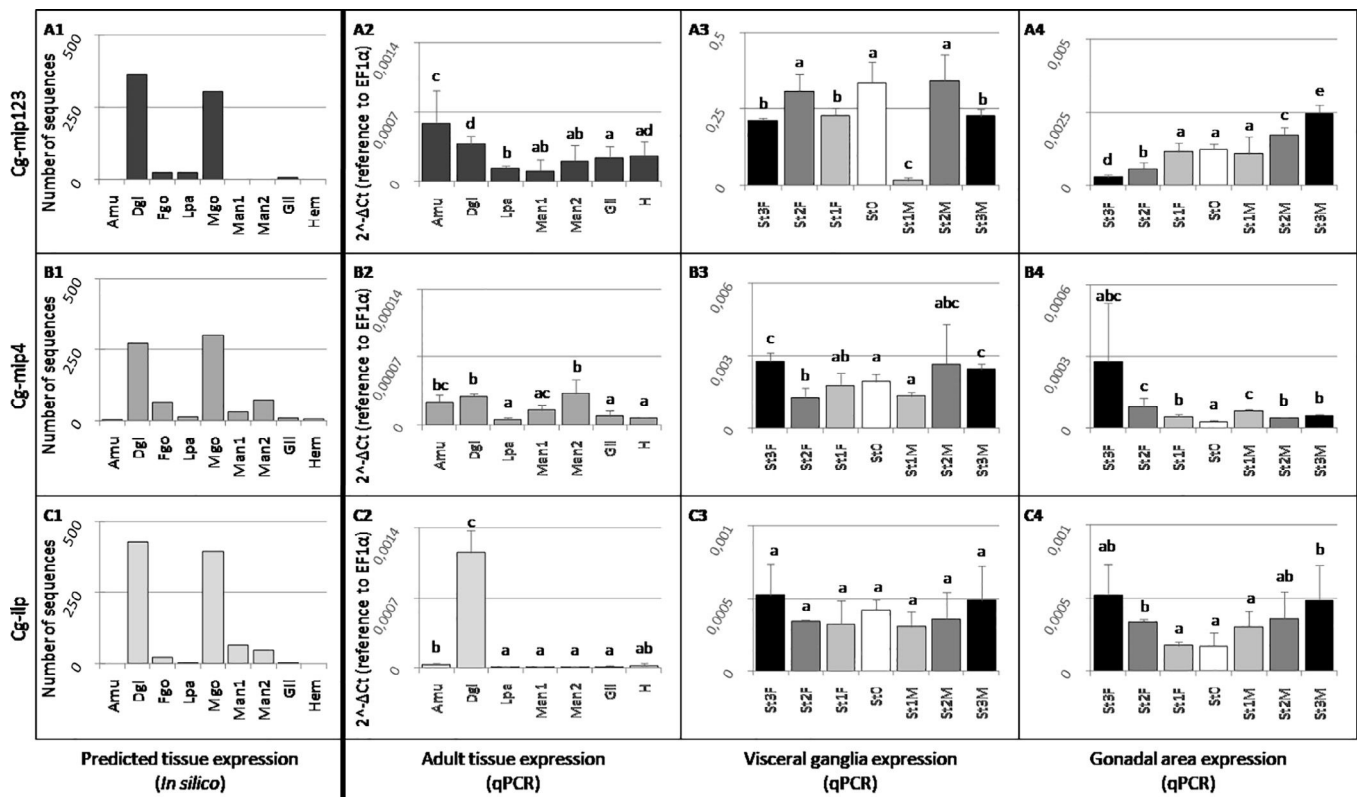 A1
500
250
0
Number of sequences
Cg-mip123
Amu Dgl Fgo Lpa Mgo Man1 Man2 Gll Hem
A2
0,0014
0,0007
0
2^-ΔCt (reference to EF1α)
c d b ab ab a ad
Amu Dgl Lpa Man1 Man2 Gll H
A3
0,5
0,25
0
b a b a c a b
St3F St2F St1F St0 St1M St2M St3M
A4
0,005
0,0025
0
d b a a a c e
St3F St2F St1F St0 St1M St2M St3M
B1
500
250
0
Number of sequences
Cg-mip4
Amu Dgl Fgo Lpa Mgo Man1 Man2 Gll Hem
B2
0,00014
0,00007
0
2^-ΔCt (reference to EF1α)
bc b a ac b a a
Amu Dgl Lpa Man1 Man2 Gll H
B3
0,006
0,003
0
c b ab a a abc c
St3F St2F St1F St0 St1M St2M St3M
B4
0,0006
0,0003
0
abc c b a c b b
St3F St2F St1F St0 St1M St2M St3M
C1
500
250
0
Number of sequences
Cg-ilp
Amu Dgl Fgo Lpa Mgo Man1 Man2 Gll Hem
C2
0,0014
0,0007
0
2^-ΔCt (reference to EF1α)
b c a a a a ab
Amu Dgl Lpa Man1 Man2 Gll H
C3
0,001
0,0005
0
a a a a a a a
St3F St2F St1F St0 St1M St2M St3M
C4
0,001
0,0005
0
ab b a a a ab b
St3F St2F St1F St0 St1M St2M St3M
Predicted tissue expression
(In silico)
Adult tissue expression
(qPCR)
Visceral ganglia expression
(qPCR)
Gonadal area expression
(qPCR)